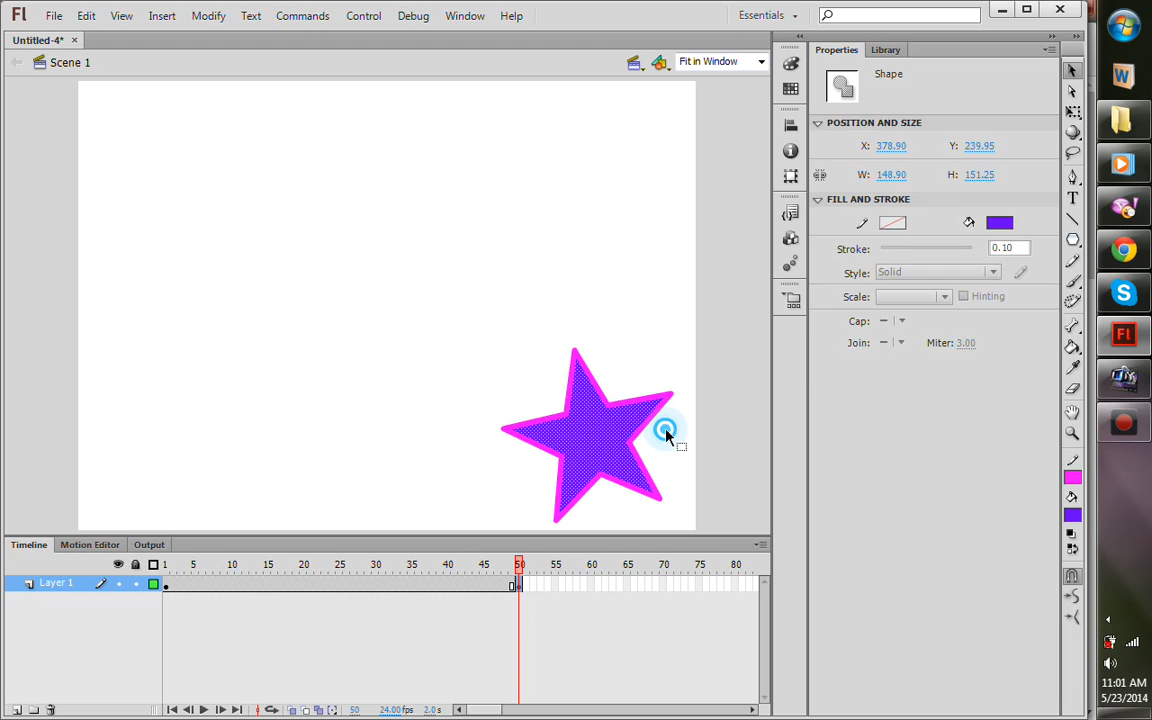 Fl File Edit View Insert Modify Text Commands Control Debug Window Help Essentials
Untitled-4*
Scene 1 Fit in Window
Properties Library
Shape
POSITION AND SIZE
X: 378.90 Y: 239.95
W: 148.90 H: 151.25
FILL AND STROKE
Stroke: 0.10
Style: Solid
Scale: Hinting
Cap:
Join: Miter: 3.00
Timeline Motion Editor Output
1 5 10 15 20 25 30 35 40 45 50 55 60 65 70 75 80
Layer 1
50 24.00 fps 2.0 s
W
S
Fl
11:01 AM
5/23/2014